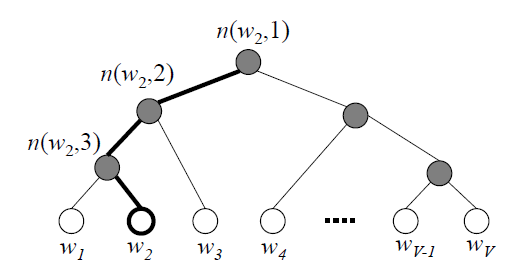 n(w2,1)
n(w2,2)
n(w2,3)
w1 w2 w3 w4 .... wV-1 wV